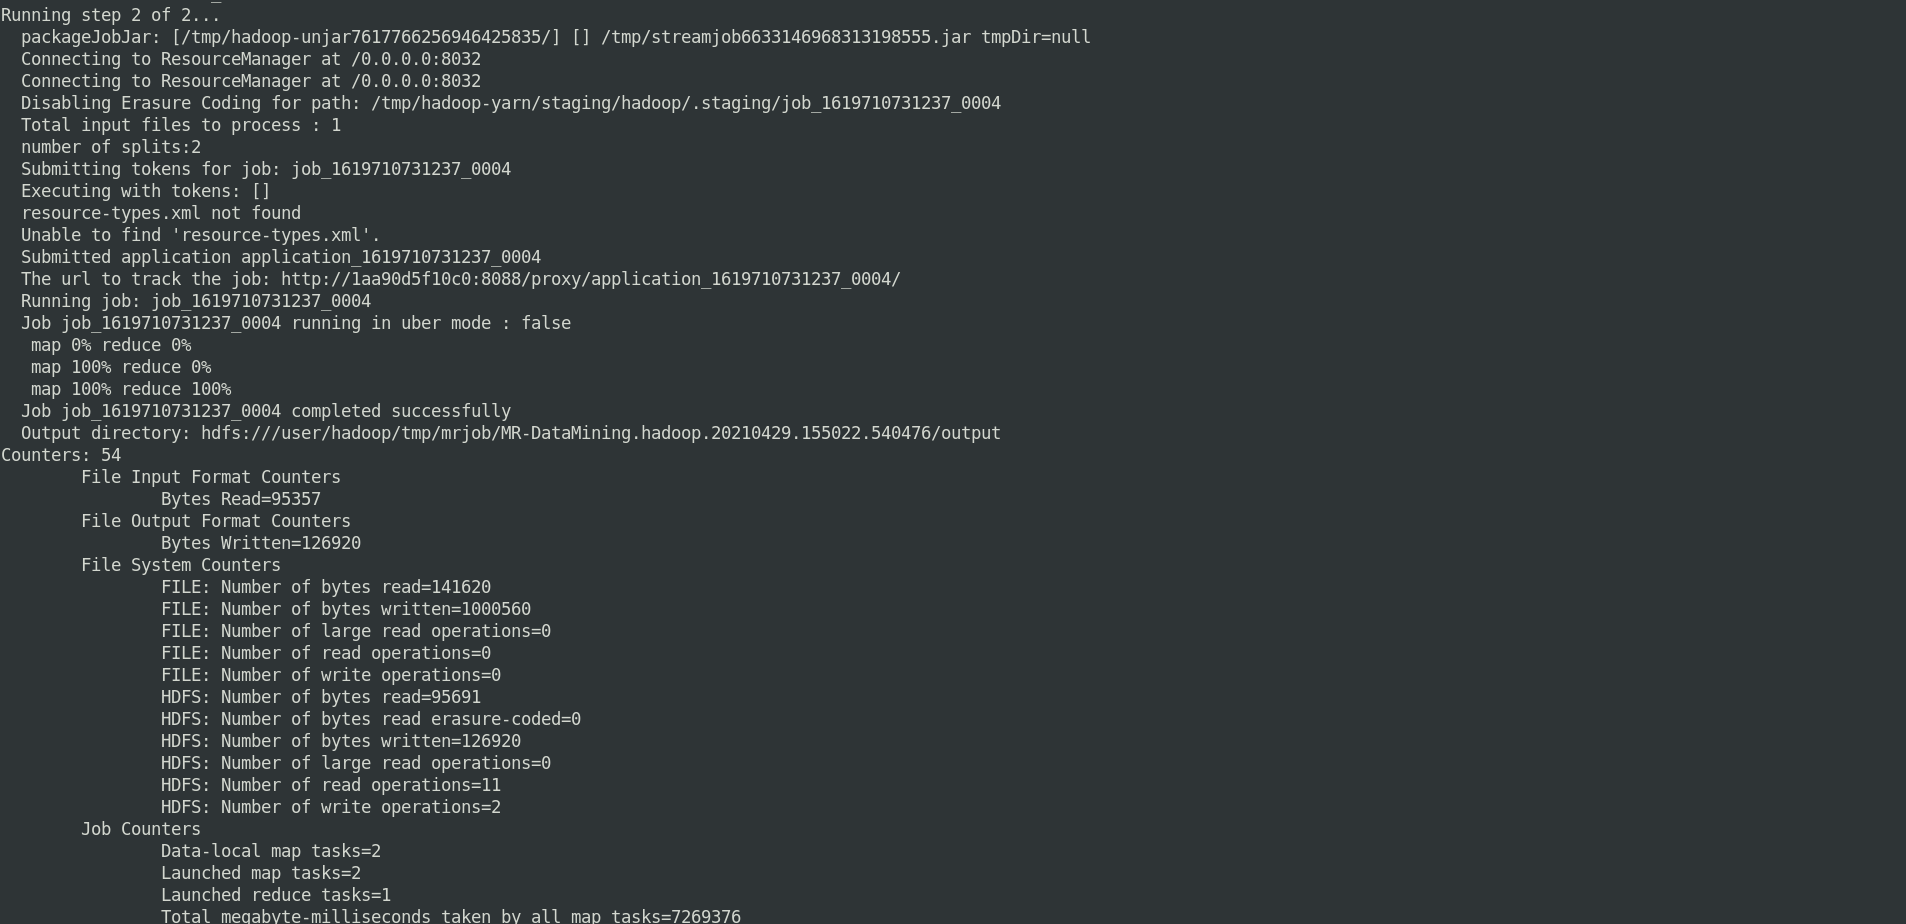 Running step 2 of 2...
  packageJobJar: [/tmp/hadoop-unjar7617766256946425835/] [] /tmp/streamjob6633146968313198555.jar tmpDir=null
  Connecting to ResourceManager at /0.0.0.0:8032
  Connecting to ResourceManager at /0.0.0.0:8032
  Disabling Erasure Coding for path: /tmp/hadoop-yarn/staging/hadoop/.staging/job_1619710731237_0004
  Total input files to process : 1
  number of splits:2
  Submitting tokens for job: job_1619710731237_0004
  Executing with tokens: []
  resource-types.xml not found
  Unable to find 'resource-types.xml'.
  Submitted application application_1619710731237_0004
  The url to track the job: http://1aa90d5f10c0:8088/proxy/application_1619710731237_0004/
  Running job: job_1619710731237_0004
  Job job_1619710731237_0004 running in uber mode : false
   map 0% reduce 0%
   map 100% reduce 0%
   map 100% reduce 100%
  Job job_1619710731237_0004 completed successfully
  Output directory: hdfs:///user/hadoop/tmp/mrjob/MR-DataMining.hadoop.20210429.155022.540476/output
Counters: 54
        File Input Format Counters
                Bytes Read=95357
        File Output Format Counters
                Bytes Written=126920
        File System Counters
                FILE: Number of bytes read=141620
                FILE: Number of bytes written=1000560
                FILE: Number of large read operations=0
                FILE: Number of read operations=0
                FILE: Number of write operations=0
                HDFS: Number of bytes read=95691
                HDFS: Number of bytes read erasure-coded=0
                HDFS: Number of bytes written=126920
                HDFS: Number of large read operations=0
                HDFS: Number of read operations=11
                HDFS: Number of write operations=2
        Job Counters
                Data-local map tasks=2
                Launched map tasks=2
                Launched reduce tasks=1
                Total megabyte-milliseconds taken by all map tasks=7269376